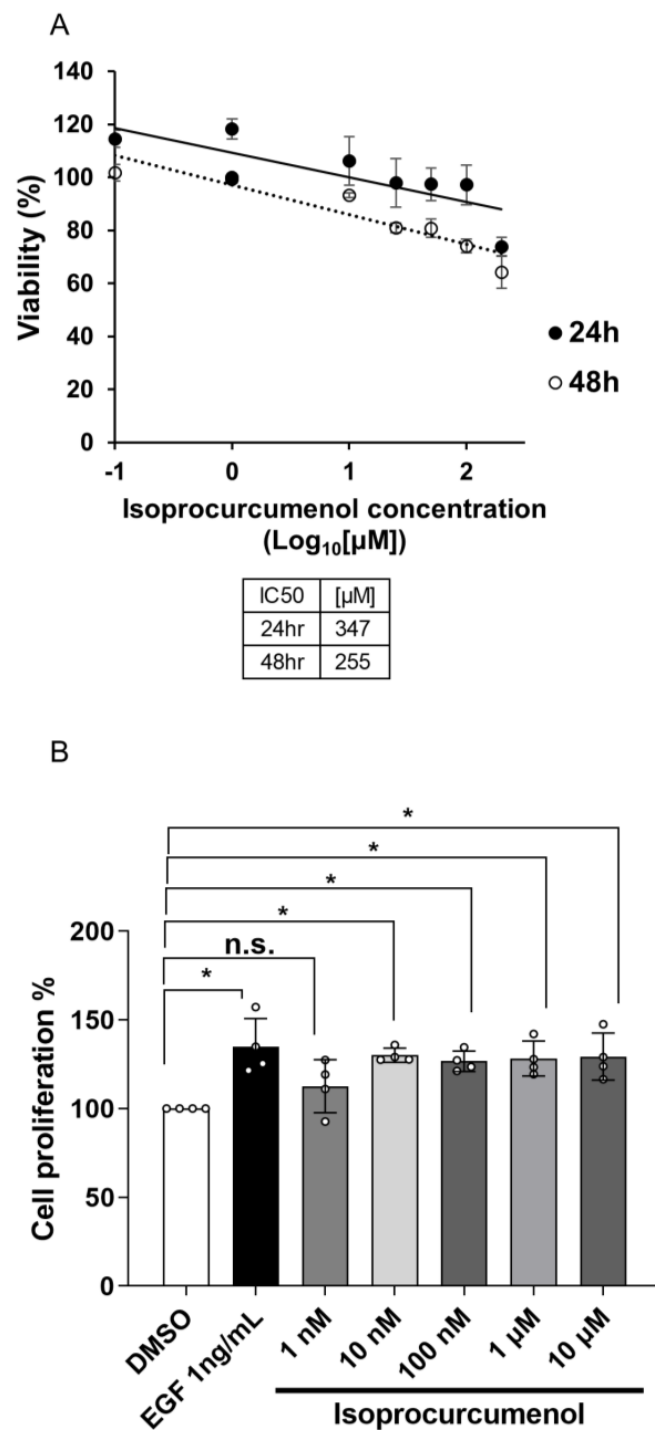 A
140
120
100
80
60
40
20
0
Viability (%)
-1 0 1 2
Isoprocurcumenol concentration
(Log₁₀[µM])
24h
48h
IC50 [µM]
24hr 347
48hr 255
B
*
*
*
*
n.s.
*
200
150
100
50
0
Cell proliferation %
DMSO
EGF 1ng/mL
1 nM
10 nM
100 nM
1 µM
10 µM
Isoprocurcumenol